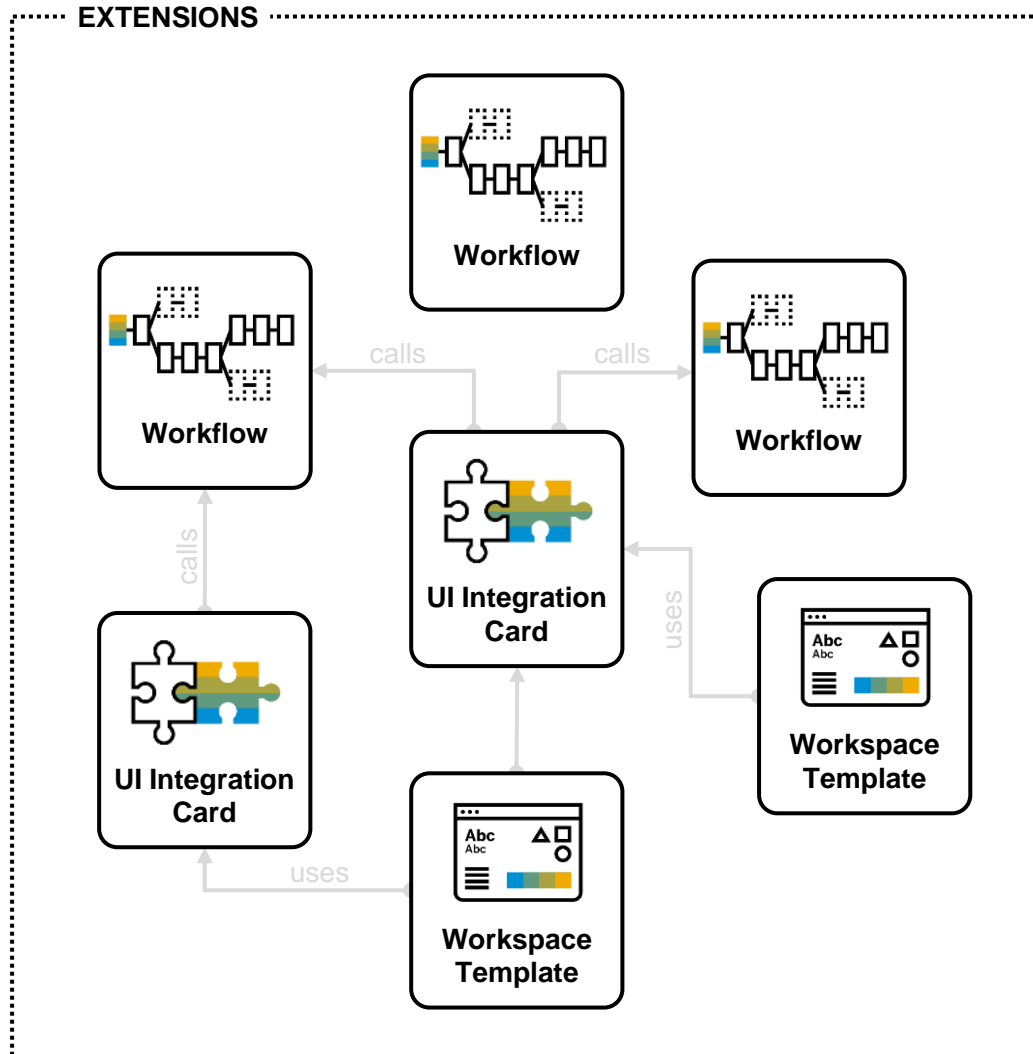 EXTENSIONS
Workflow
Workflow
calls
calls
Workflow
calls
UI Integration
Card
uses
Abc
Abc
Workspace
Template
UI Integration
Card
Abc
Abc
uses
Workspace
Template